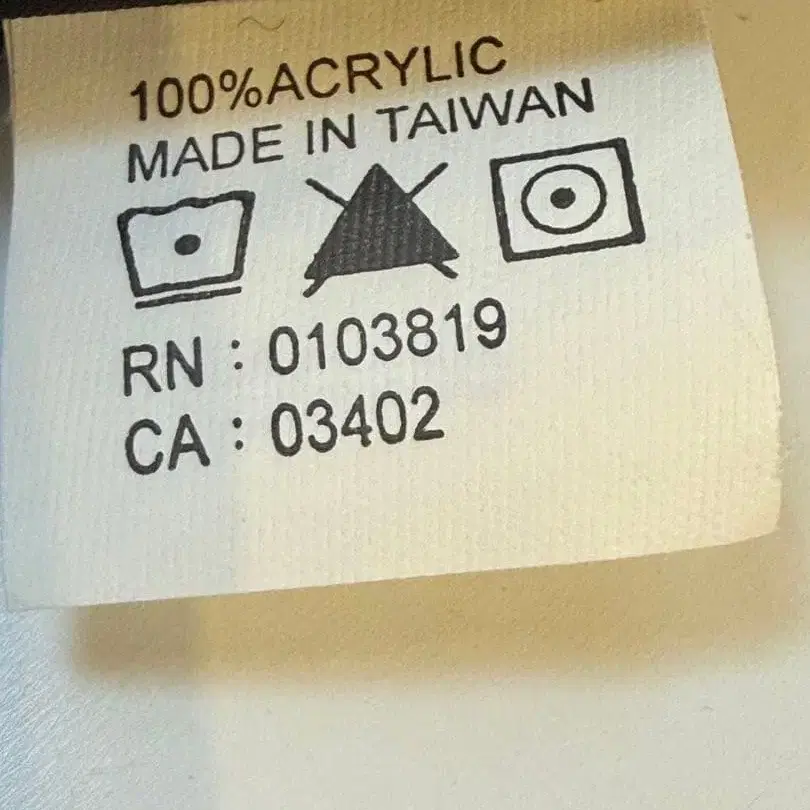 100%ACRYLIC
MADE IN TAIWAN
RN : 0103819
CA : 03402